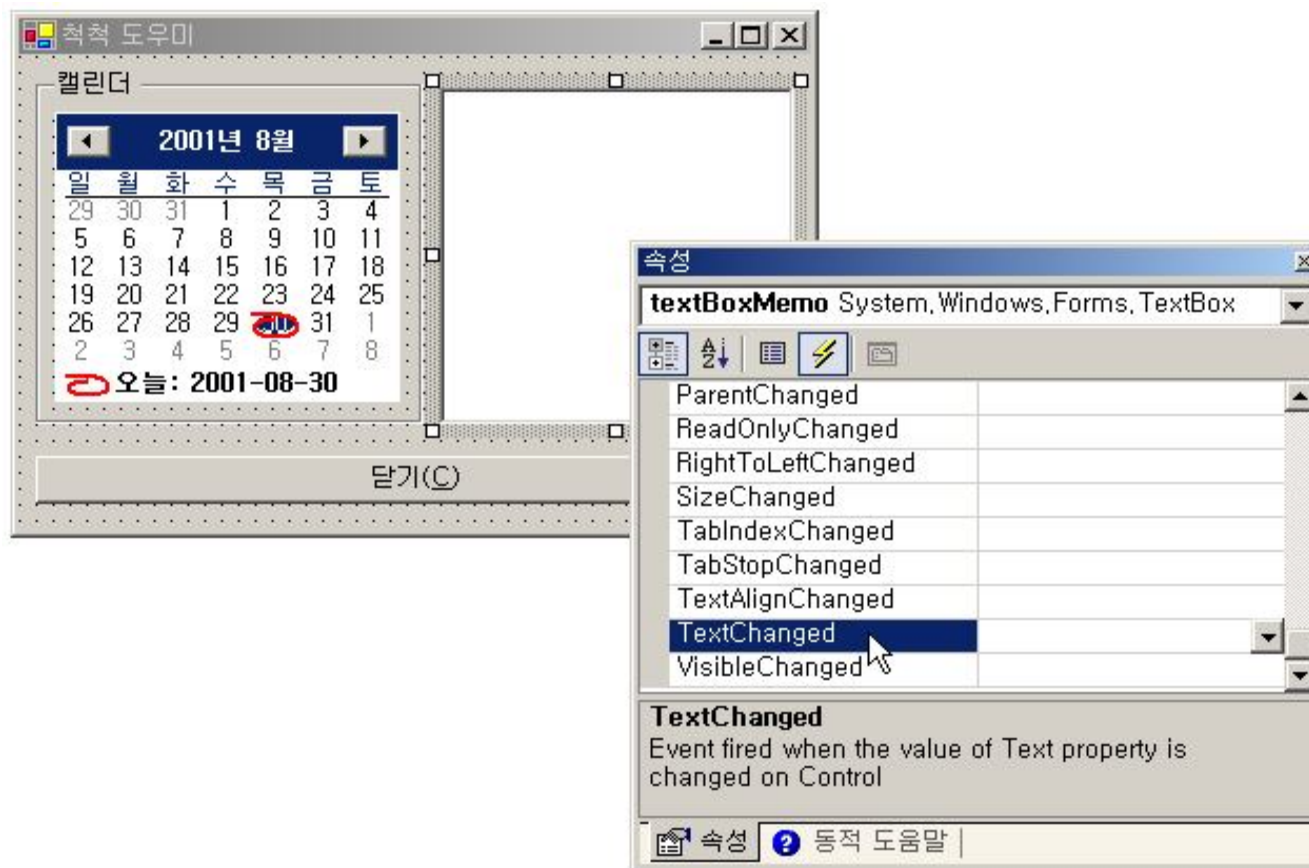 척척 도우미
캘린더
2001년 8월
일 월 화 수 목 금 토
29 30 31 1 2 3 4
5 6 7 8 9 10 11
12 13 14 15 16 17 18
19 20 21 22 23 24 25
26 27 28 29 30 31 1
2 3 4 5 6 7 8
오늘: 2001-08-30
닫기(C)
속성
textBoxMemo System.Windows.Forms.TextBox
ParentChanged
ReadOnlyChanged
RightToLeftChanged
SizeChanged
TabIndexChanged
TabStopChanged
TextAlignChanged
TextChanged
VisibleChanged
TextChanged
Event fired when the value of Text property is
changed on Control
속성 동적 도움말